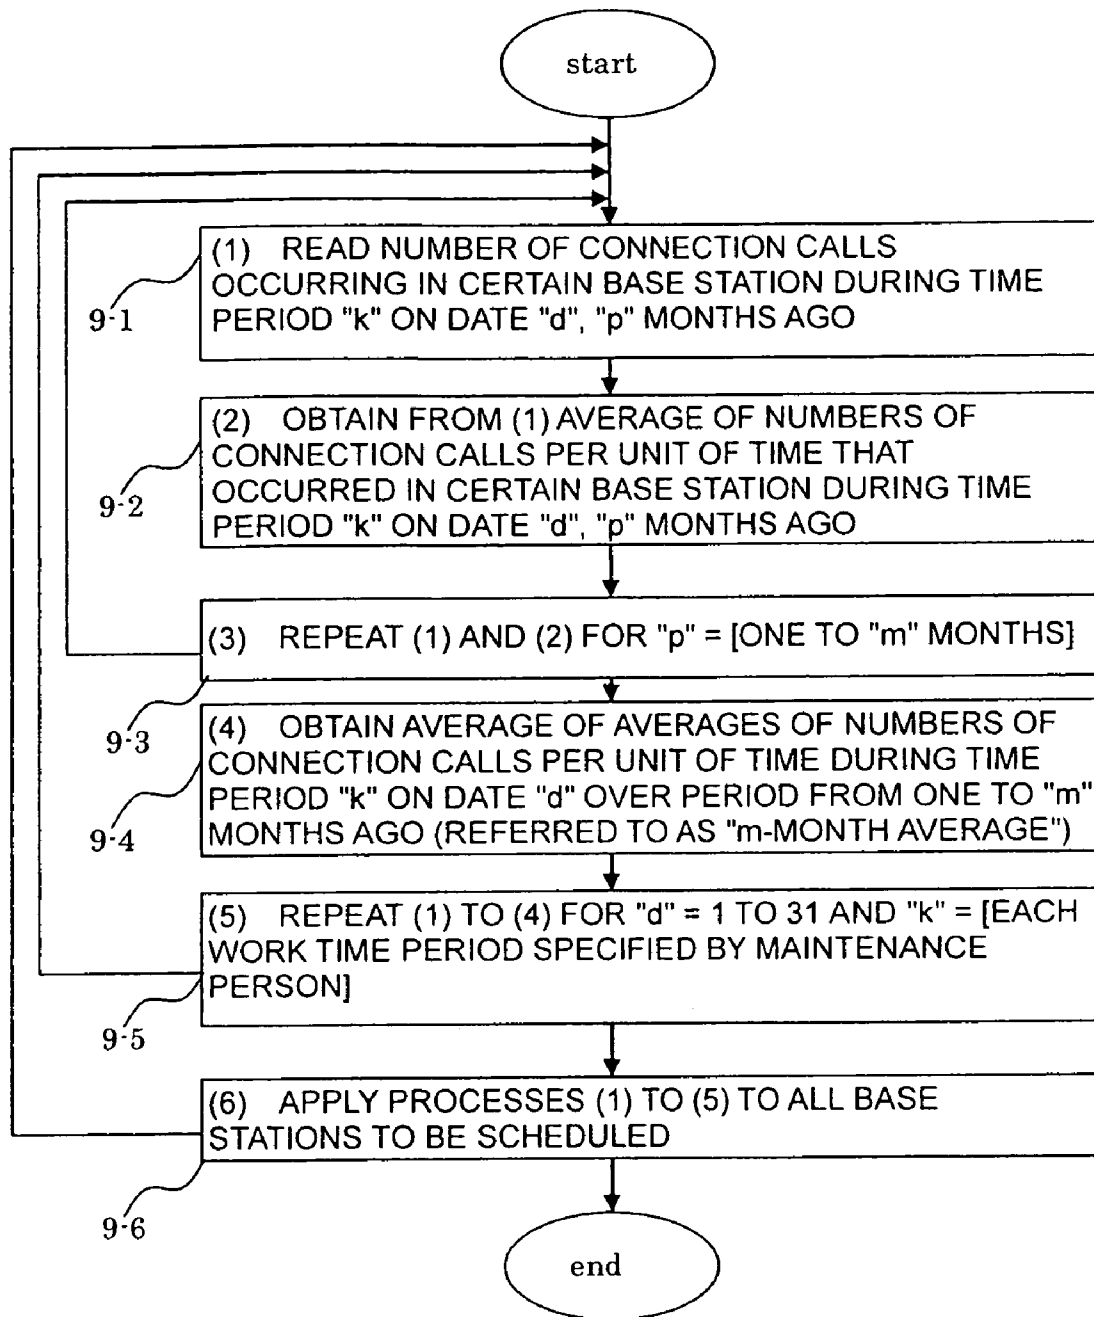 start
(1) READ NUMBER OF CONNECTION CALLS
OCCURRING IN CERTAIN BASE STATION DURING TIME
PERIOD "k" ON DATE "d", "p" MONTHS AGO
9-1
(2) OBTAIN FROM (1) AVERAGE OF NUMBERS OF
CONNECTION CALLS PER UNIT OF TIME THAT
OCCURRED IN CERTAIN BASE STATION DURING TIME
PERIOD "k" ON DATE "d", "p" MONTHS AGO
9-2
(3) REPEAT (1) AND (2) FOR "p" = [ONE TO "m" MONTHS]
9-3
(4) OBTAIN AVERAGE OF AVERAGES OF NUMBERS OF
CONNECTION CALLS PER UNIT OF TIME DURING TIME
PERIOD "k" ON DATE "d" OVER PERIOD FROM ONE TO "m"
MONTHS AGO (REFERRED TO AS "m-MONTH AVERAGE")
9-4
(5) REPEAT (1) TO (4) FOR "d" = 1 TO 31 AND "k" = [EACH
WORK TIME PERIOD SPECIFIED BY MAINTENANCE
PERSON]
9-5
(6) APPLY PROCESSES (1) TO (5) TO ALL BASE
STATIONS TO BE SCHEDULED
9-6
end